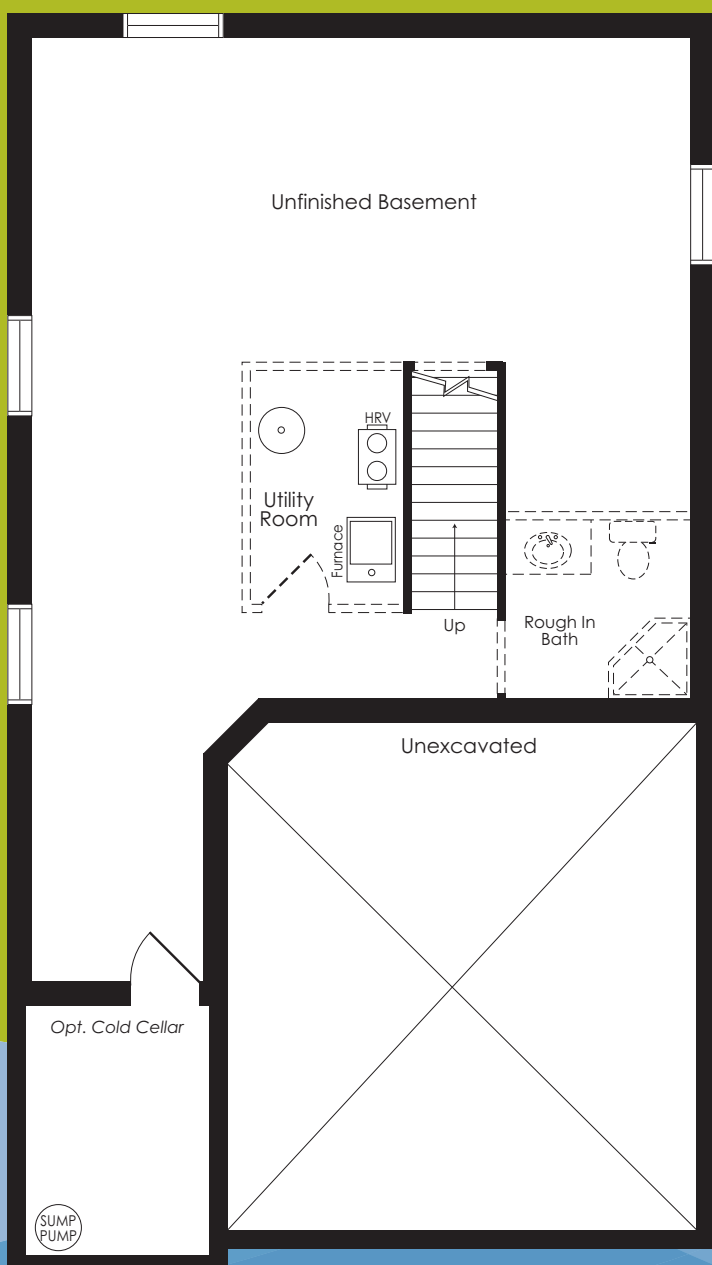 Unfinished Basement
HRV
Utility
Room
Furnace
Up
Rough In
Bath
Unexcavated
Opt. Cold Cellar
SUMP
PUMP